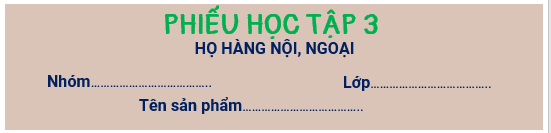 PHIẾU HỌC TẬP 3
HỌ HÀNG NỘI, NGOẠI
Nhóm……………………………….. Lớp………………………………..
Tên sản phẩm………………………………..